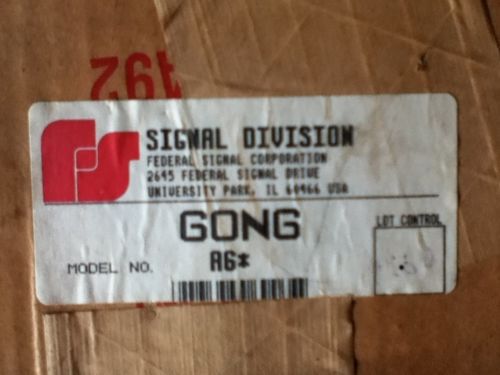 192
SIGNAL DIVISION
FEDERAL SIGNAL CORPORATION
2645 FEDERAL SIGNAL DRIVE
UNIVERSITY PARK, IL 60466 USA
GONG
LOT CONTROL
MODEL NO. AG*